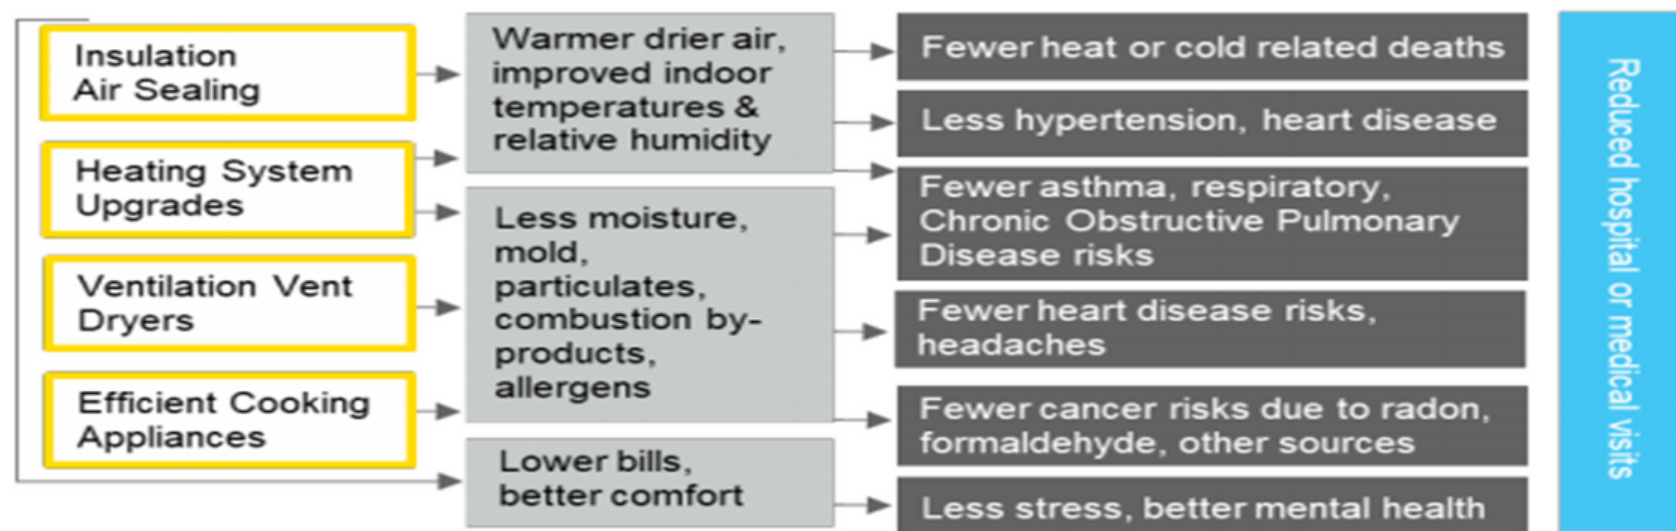 Insulation
Air Sealing
Heating System
Upgrades
Ventilation Vent
Dryers
Efficient Cooking
Appliances
Warmer drier air,
improved indoor
temperatures &
relative humidity
Less moisture,
mold,
particulates,
combustion by-
products,
allergens
Lower bills,
better comfort
Fewer heat or cold related deaths
Less hypertension, heart disease
Fewer asthma, respiratory,
Chronic Obstructive Pulmonary
Disease risks
Fewer heart disease risks,
headaches
Fewer cancer risks due to radon,
formaldehyde, other sources
Less stress, better mental health
Reduced hospital or medical visits